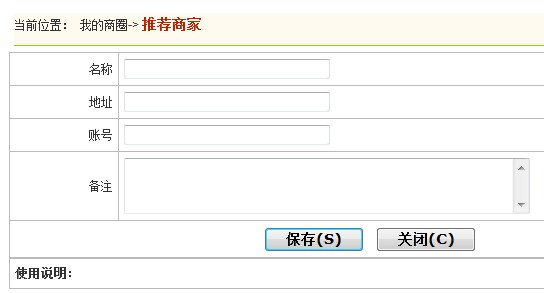 当前位置： 我的商圈-> 推荐商家
名称
地址
账号
备注
保存(S) 关闭(C)
使用说明：